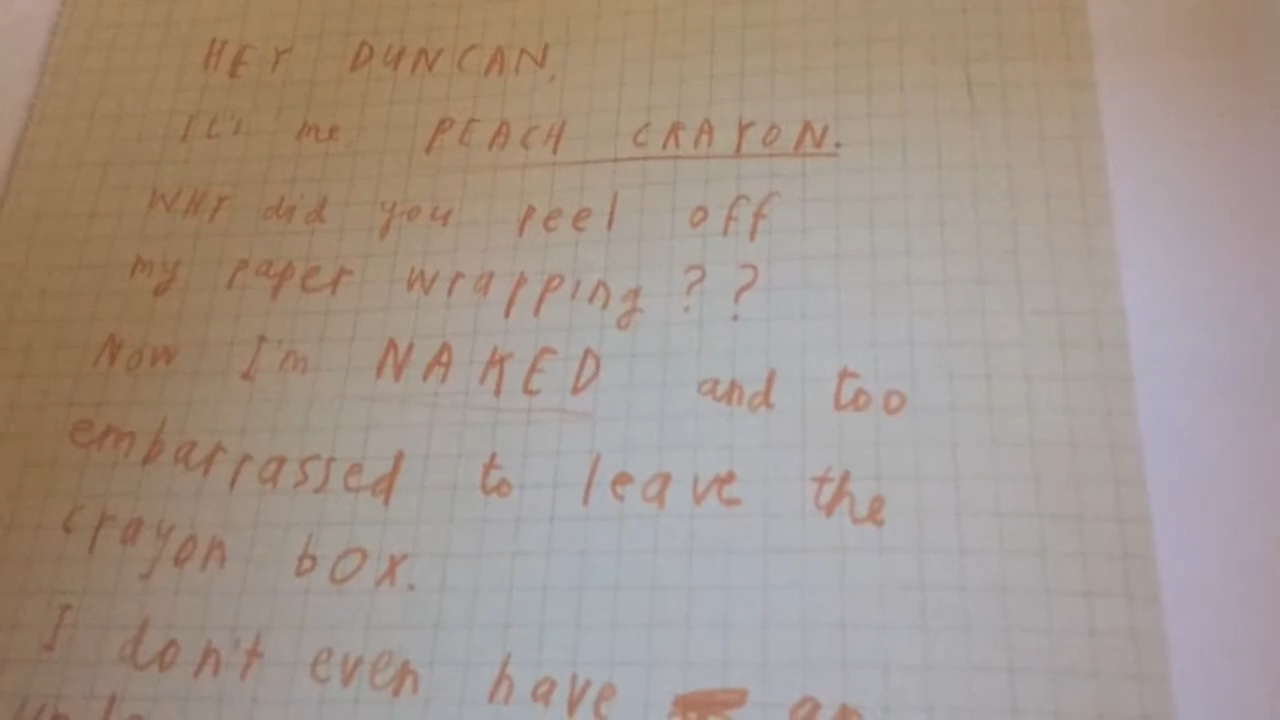 HEY DUNCAN,
It's me PEACH CRAYON.
WHY did you peel off
my paper wrapping ??
Now I'm NAKED and too
embarrassed to leave the
crayon box.
I don't even have an